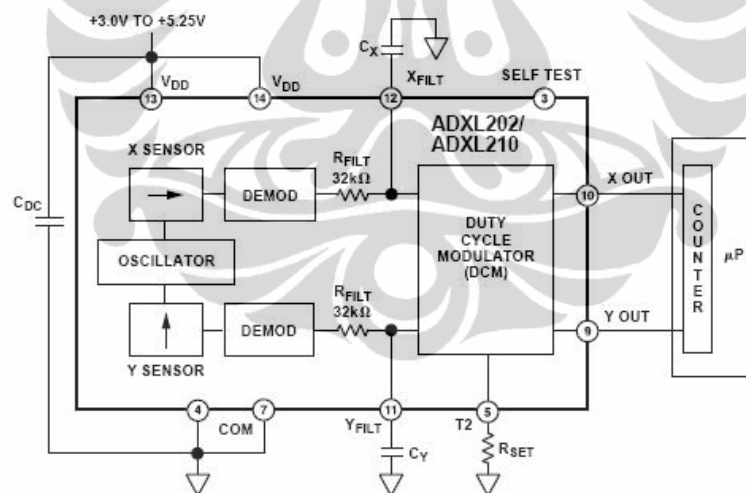 +3.0V TO +5.25V
CX
VDD
VDD
XFILT
SELF TEST
13
14
12
3
ADXL202/
ADXL210
X SENSOR
RFILT
32kΩ
DEMOD
X OUT
10
CDC
OSCILLATOR
DUTY
CYCLE
MODULATOR
(DCM)
COUNTER
µP
RFILT
32kΩ
DEMOD
Y OUT
9
Y SENSOR
4
7
11
5
COM
YFILT
T2
CY
RSET